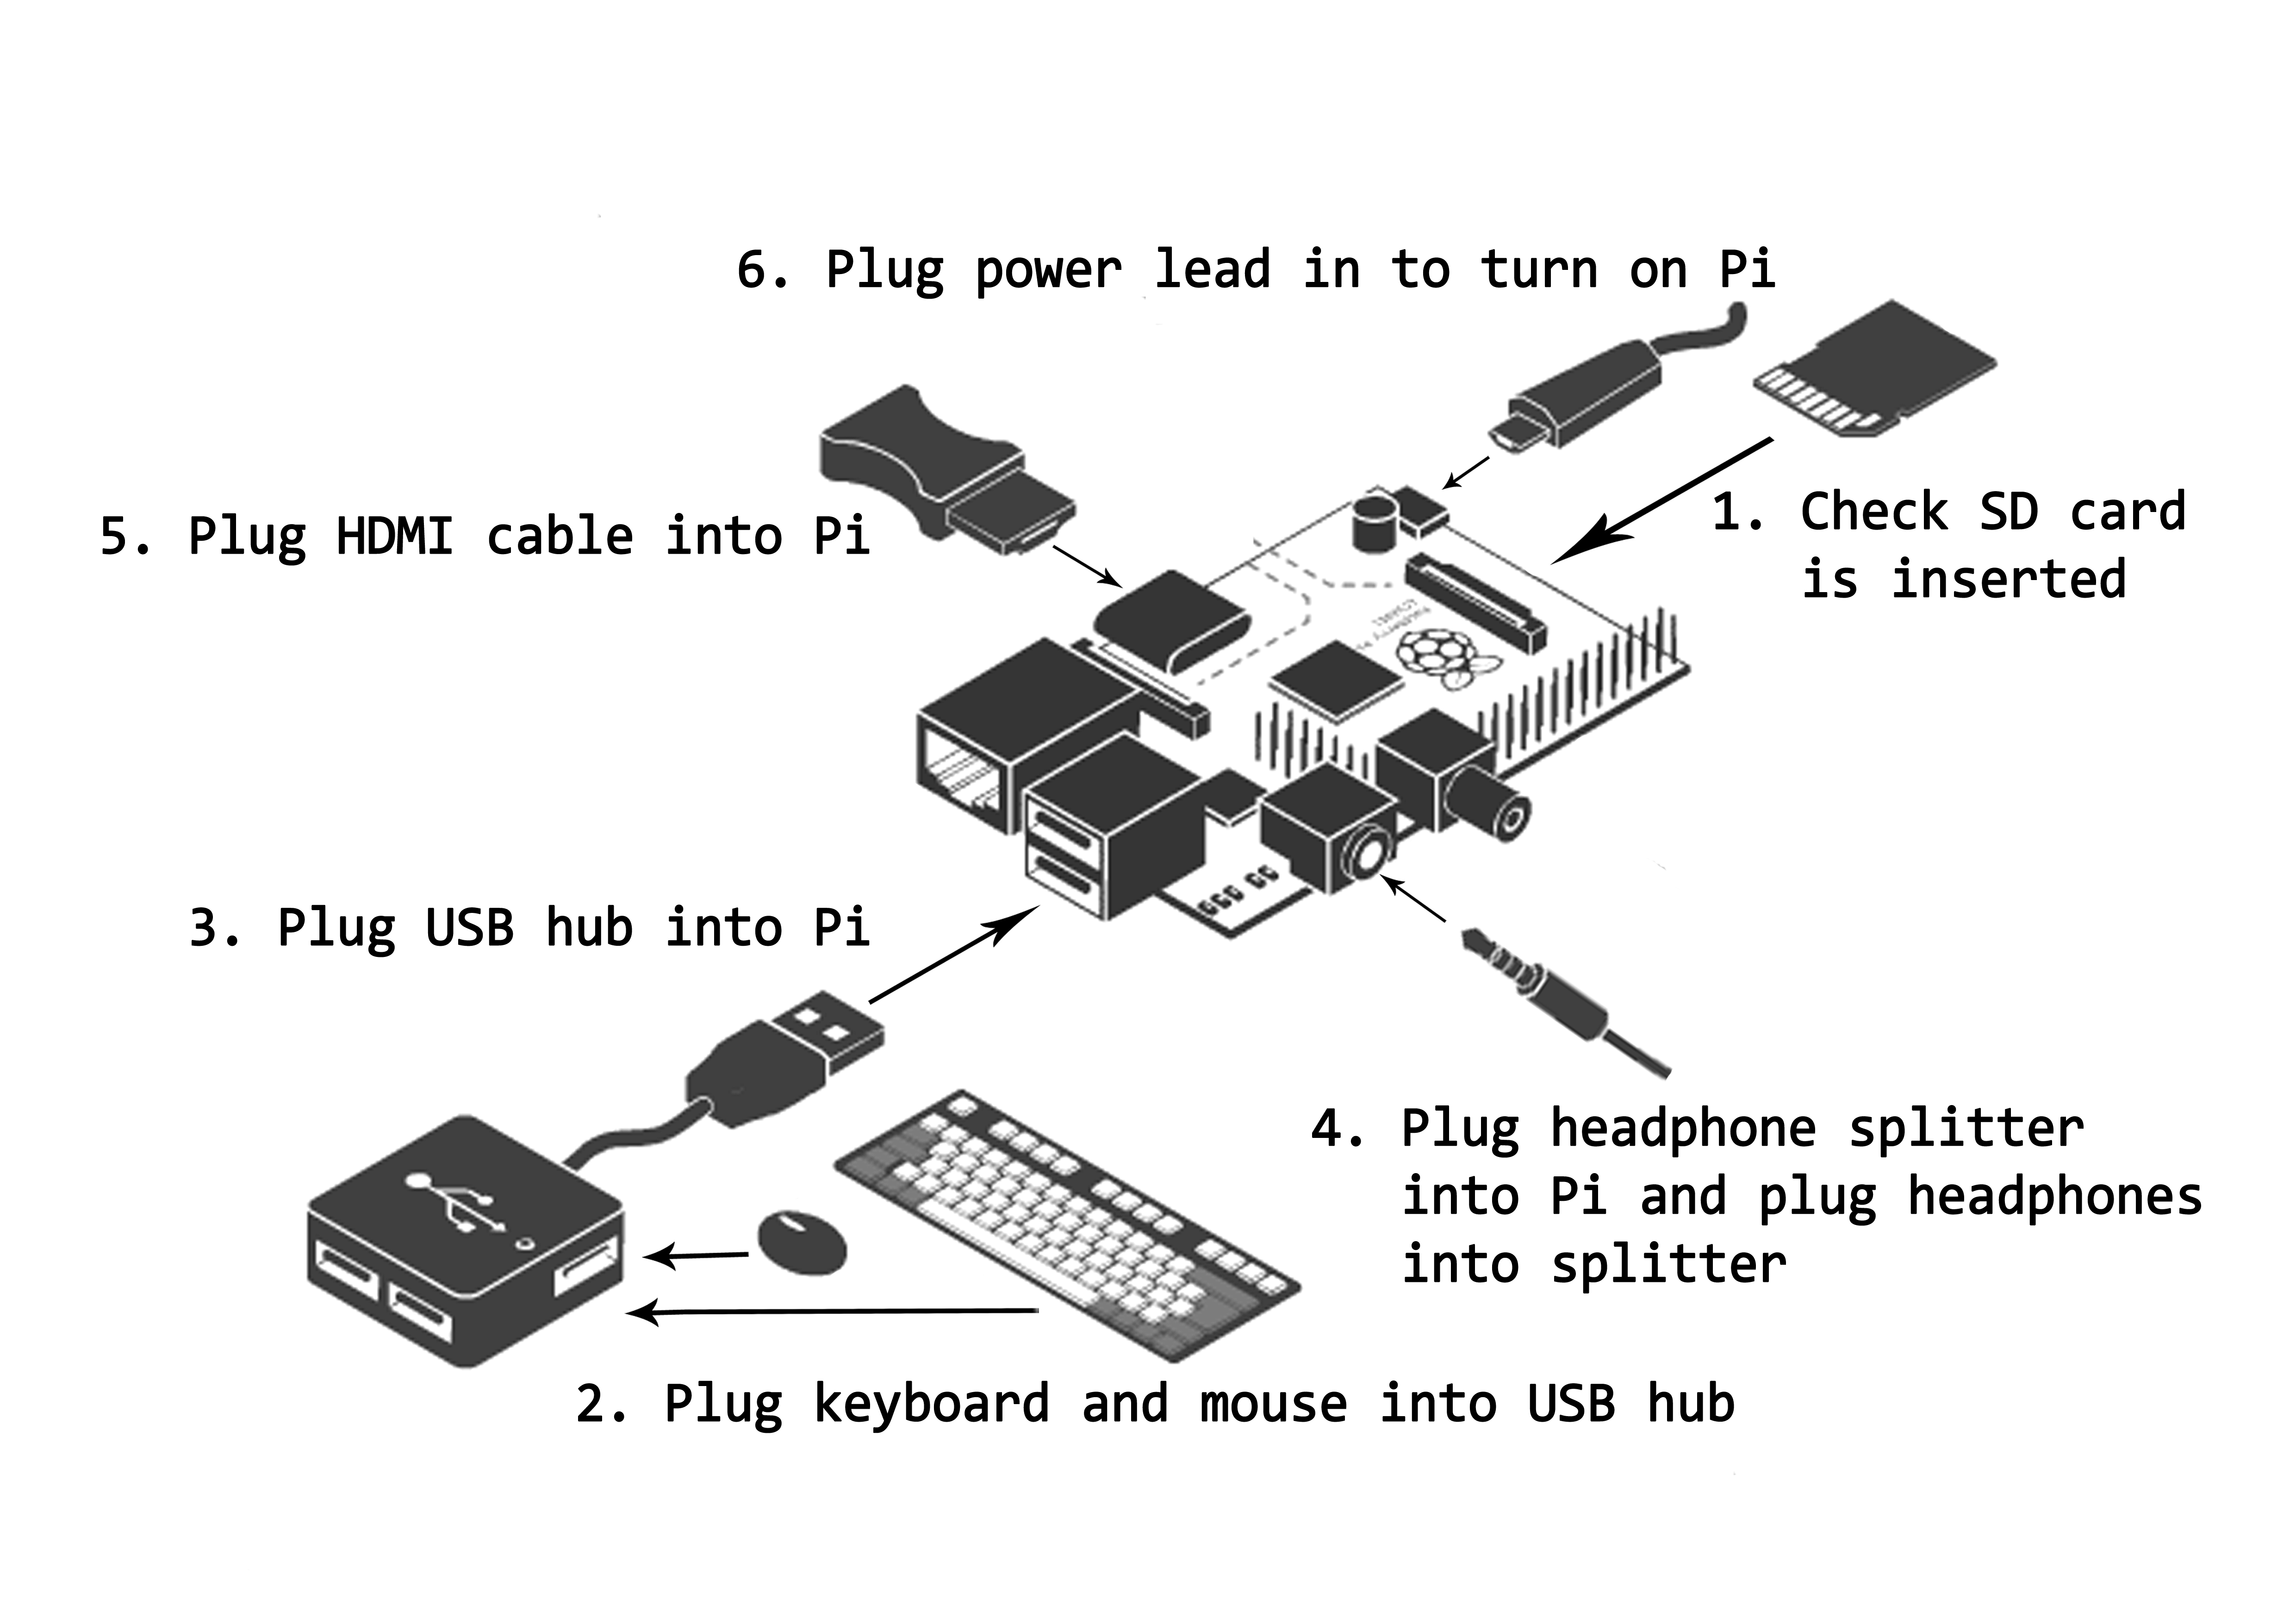 6. Plug power lead in to turn on Pi
5. Plug HDMI cable into Pi
1. Check SD card
is inserted
3. Plug USB hub into Pi
4. Plug headphone splitter
into Pi and plug headphones
into splitter
2. Plug keyboard and mouse into USB hub